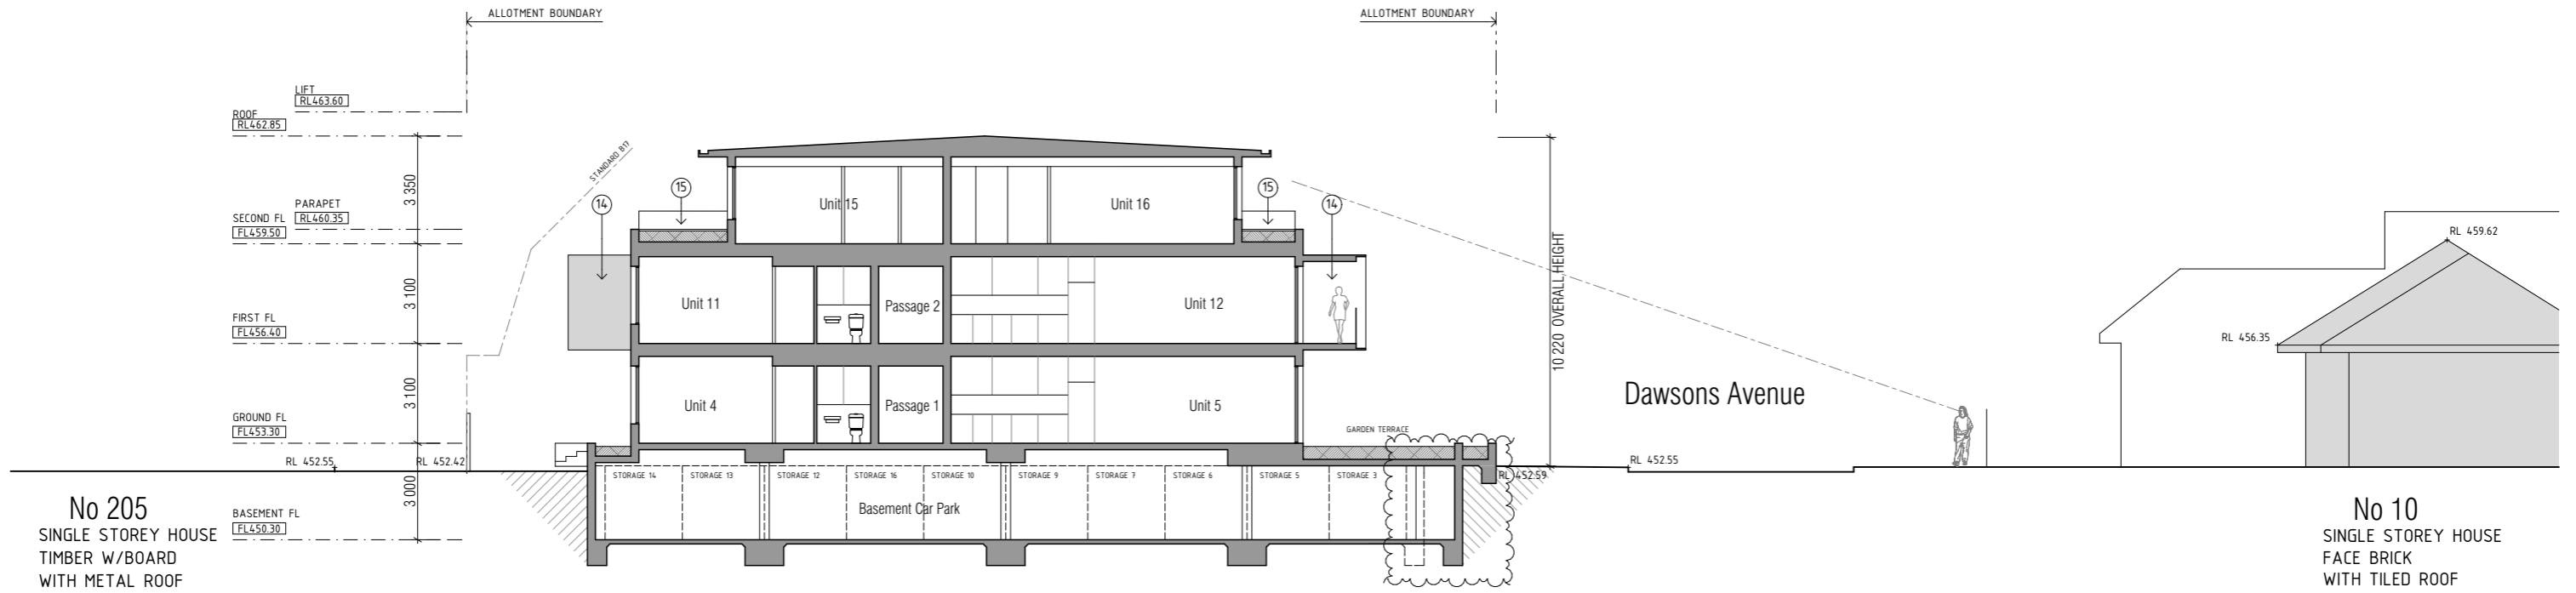 ALLOTMENT BOUNDARY
ALLOTMENT BOUNDARY
LIFT
RL463.60
ROOF
RL462.85
STANDARD B17
3 350
15
15
14
14
Unit 15
Unit 16
PARAPET
RL460.35
SECOND FL
FL459.50
RL 459.62
10 220 OVERALL HEIGHT
3 100
Unit 11
Passage 2
Unit 12
FIRST FL
FL456.40
RL 456.35
3 100
Unit 4
Passage 1
Unit 5
Dawsons Avenue
GROUND FL
FL453.30
GARDEN TERRACE
RL 452.55
RL 452.42
RL 452.55
RL 452.59
STORAGE 14
STORAGE 13
STORAGE 12
STORAGE 16
STORAGE 10
STORAGE 9
STORAGE 7
STORAGE 6
STORAGE 5
STORAGE 3
3 000
Basement Car Park
BASEMENT FL
FL450.30
No 205
SINGLE STOREY HOUSE
TIMBER W/BOARD
WITH METAL ROOF
No 10
SINGLE STOREY HOUSE
FACE BRICK
WITH TILED ROOF